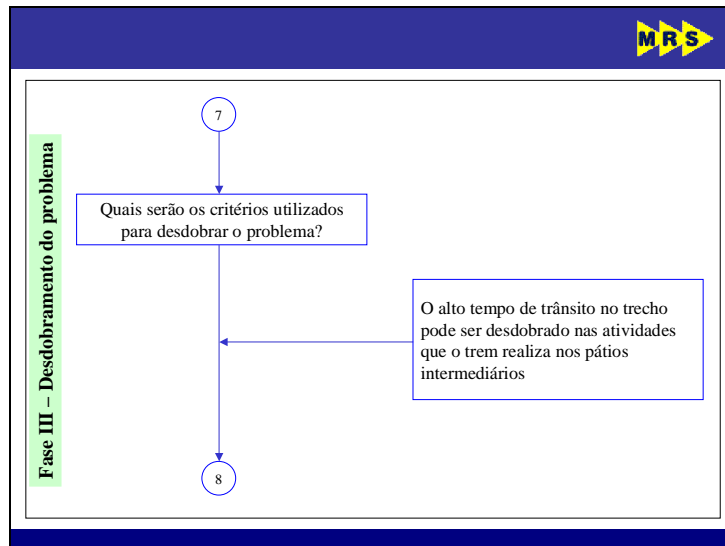 MRS
Fase III – Desdobramento do problema
7
Quais serão os critérios utilizados
para desdobrar o problema?
O alto tempo de trânsito no trecho
pode ser desdobrado nas atividades
que o trem realiza nos pátios
intermediários
8